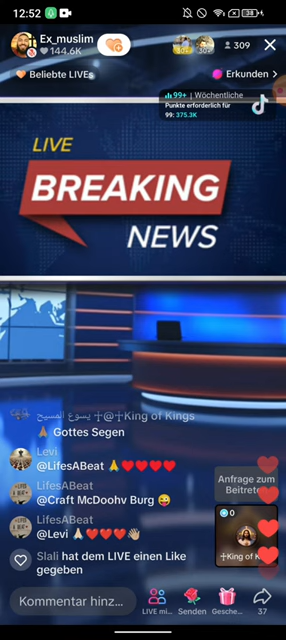 12:52
38
Ex_muslim
144.6K
309
Beliebte LIVEs
Erkunden >
99+ | Wöchentliche
Punkte erforderlich für
99: 375.3K
LIVE
BREAKING
NEWS
يسوع المسيح ☥@☥King of Kings
🙏 Gottes Segen
Levi
@LifesABeat 🙏❤️❤️❤️❤️
LifesABeat
@Craft McDoohv Burg 😜
LifesABeat
@Levi 🙏🏻❤️❤️❤️👋🏼
Slali hat dem LIVE einen Like
gegeben
Anfrage zum
Beitrete
0
☥King of K
Kommentar hinz...
LIVE mi...
Senden
Gesche...
37